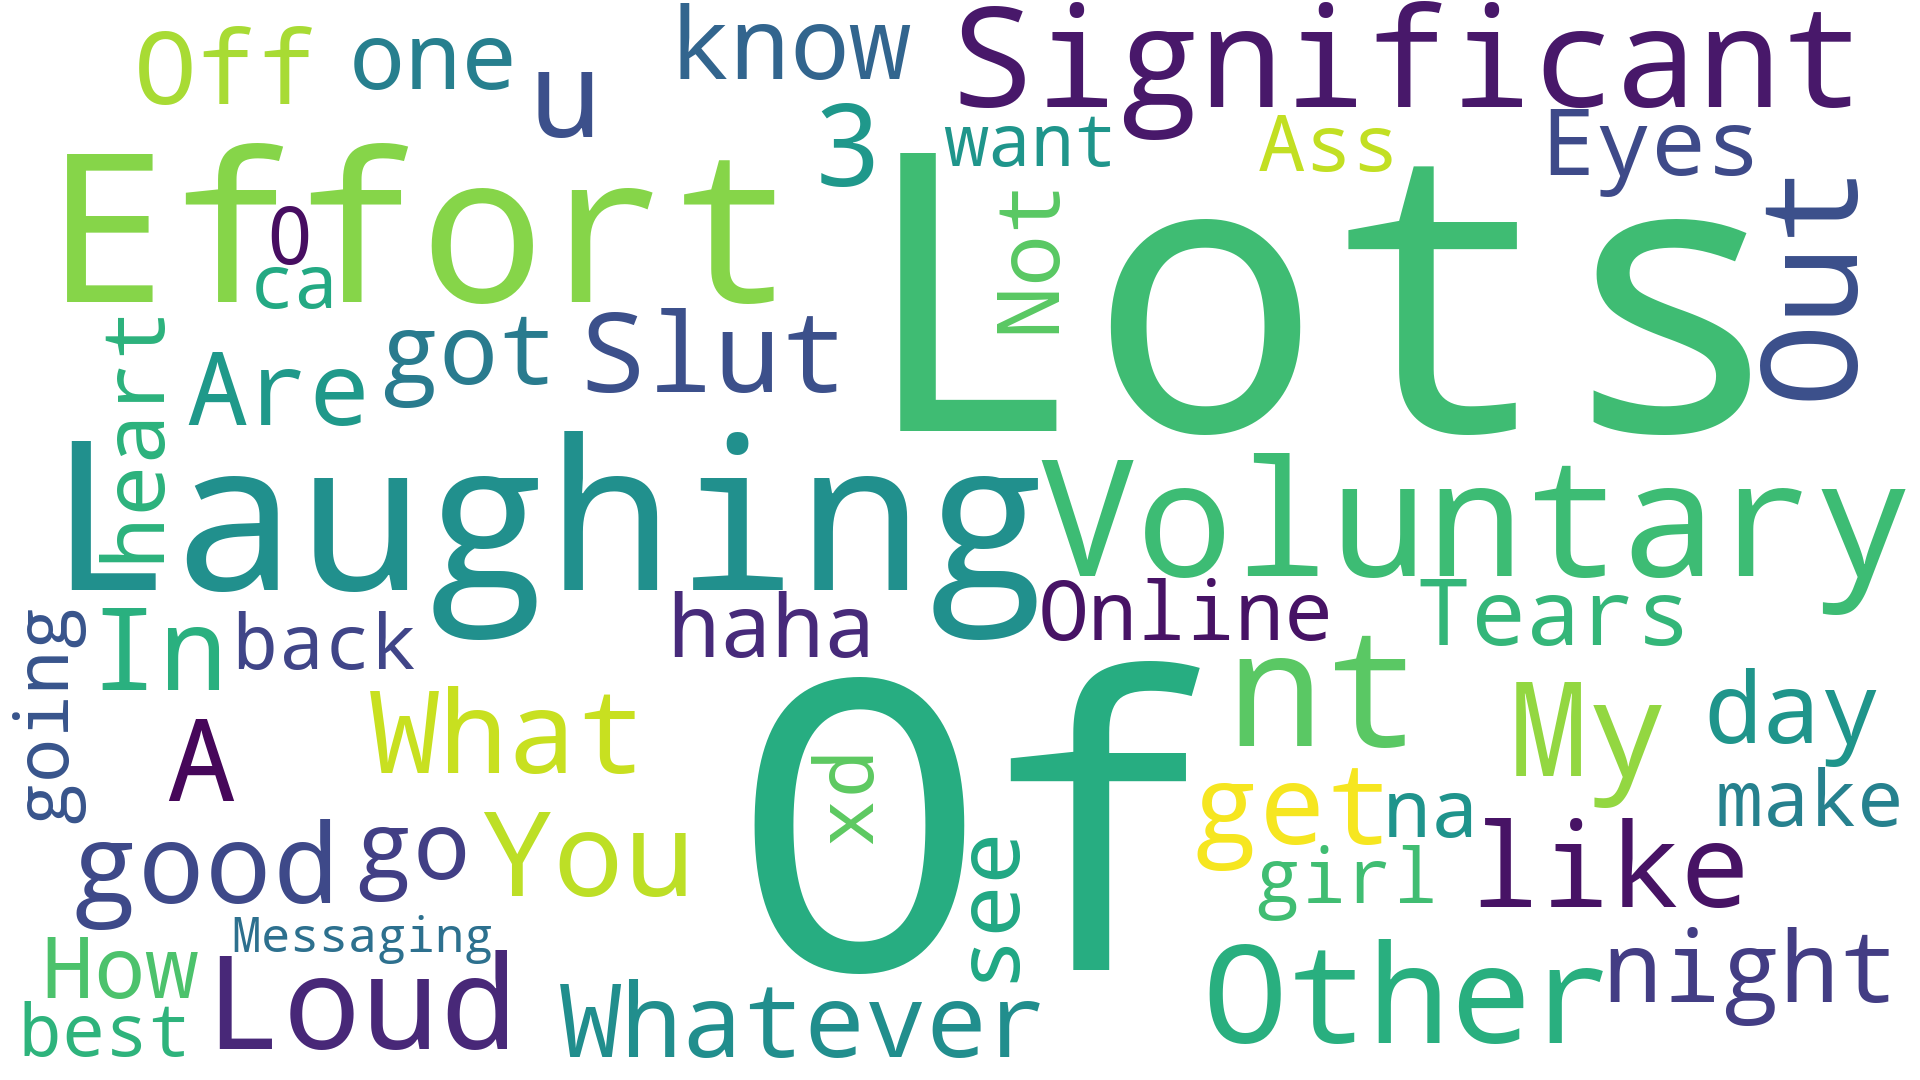 Off
one
u
know
Significant
3
want
Ass
Eyes
Effort
O
ca
Lots
Not
Out
heart
Are
got
Slut
Laughing
Voluntary
going
In
back
haha
Online
Tears
nt
A
What
Of
xd
My
day
get
na
make
good
go
You
see
girl
like
Messaging
How
best
Loud
Whatever
Other
night